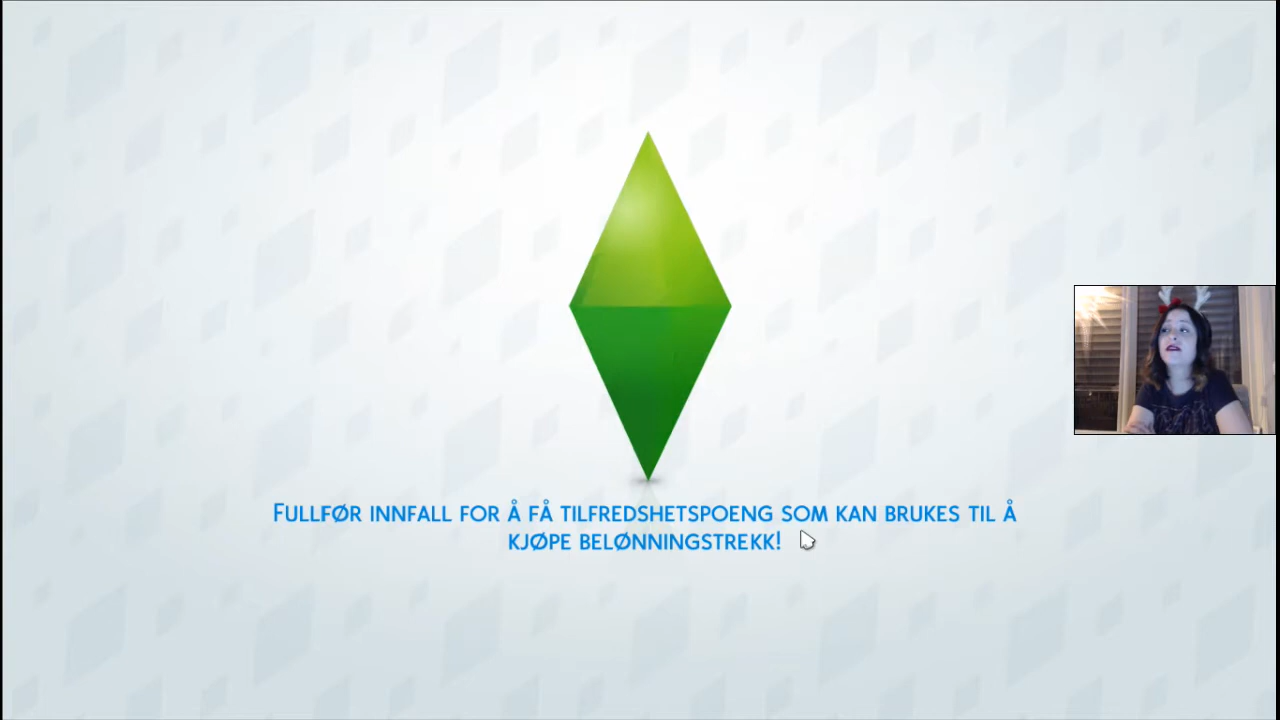 FULLFØR INNFALL FOR Å FÅ TILFREDSHETSPOENG SOM KAN BRUKES TIL Å
KJØPE BELØNNINGSTREKK!